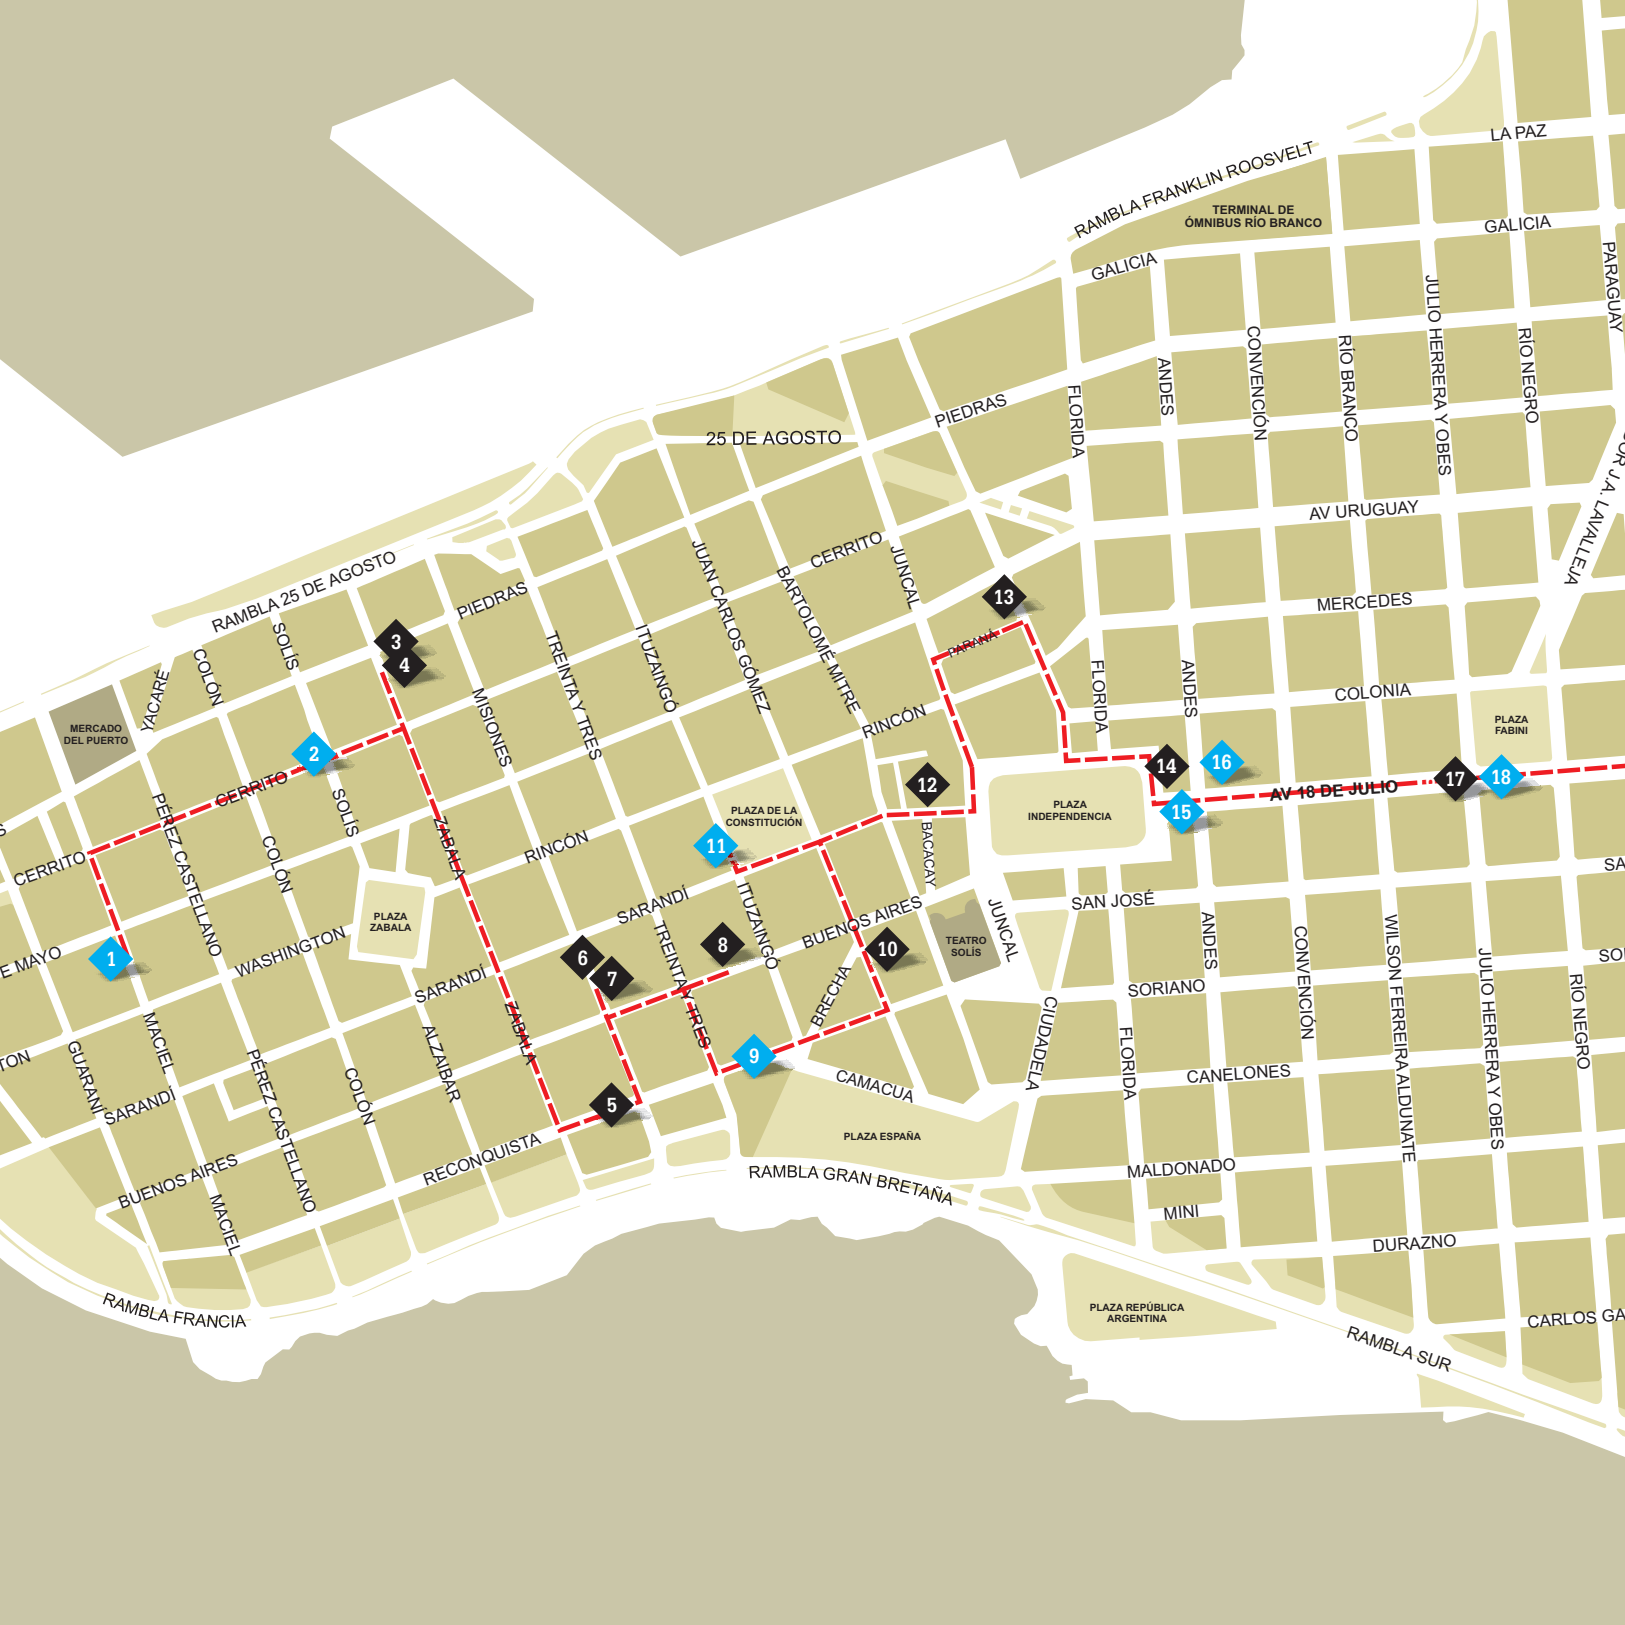 LA PAZ
RAMBLA FRANKLIN ROOSVELT
TERMINAL DE
ÓMNIBUS RÍO BRANCO
GALICIA
GALICIA
PARAGUAY
JULIO HERRERA Y OBES
CONVENCIÓN
RÍO BRANCO
RÍO NEGRO
ANDES
FLORIDA
PIEDRAS
25 DE AGOSTO
J.A. LAVALLEJA
AV URUGUAY
CERRITO
JUNCAL
JUAN CARLOS GÓMEZ
BARTOLOMÉ MITRE
RAMBLA 25 DE AGOSTO
PIEDRAS
MERCEDES
13
PARANÁ
SOLÍS
3
4
TREINTA Y TRES
ITUZAINGÓ
COLÓN
YACARÉ
MISIONES
FLORIDA
ANDES
COLONIA
RINCÓN
MERCADO
DEL PUERTO
PLAZA
FABINI
2
CERRITO
12
14
16
17
18
AV 18 DE JULIO
15
PLAZA
INDEPENDENCIA
PLAZA DE LA
CONSTITUCIÓN
11
SOLÍS
PÉREZ CASTELLANO
ZABALA
RINCÓN
BACACAY
COLÓN
CERRITO
SA
ITUZAINGÓ
SARANDÍ
BUENOS AIRES
SAN JOSÉ
JUNCAL
PLAZA
ZABALA
WASHINGTON
TEATRO
SOLÍS
ANDES
CONVENCIÓN
WILSON FERREIRA ALDUNATE
JULIO HERRERA Y OBES
RÍO NEGRO
SO
E MAYO
1
6
7
8
10
TREINTA Y TRES
SARANDÍ
SORIANO
BRECHA
CIUDADELA
FLORIDA
ZABALA
MACIEL
ALZAIBAR
GUARANÍ
TON
PÉREZ CASTELLANO
COLÓN
9
CAMACUA
CANELONES
SARANDÍ
5
PLAZA ESPAÑA
RECONQUISTA
BUENOS AIRES
MALDONADO
RAMBLA GRAN BRETAÑA
MACIEL
MINI
DURAZNO
RAMBLA FRANCIA
PLAZA REPÚBLICA
ARGENTINA
CARLOS GA
RAMBLA SUR